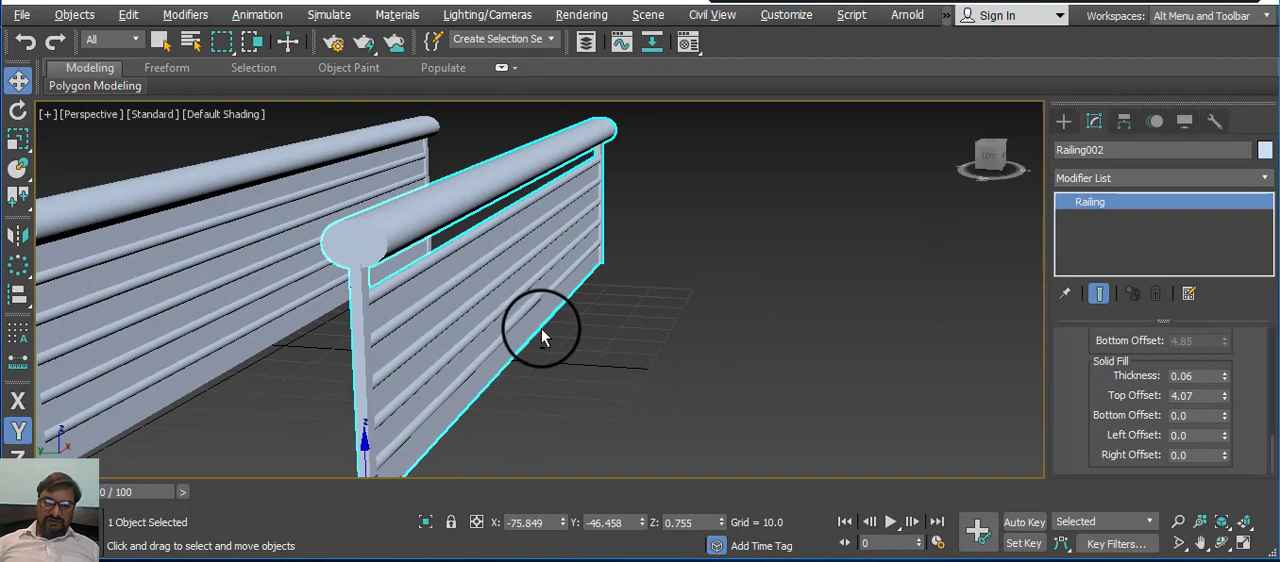 File Edit Modifiers Animation Simulate Materials Lighting/Cameras Rendering Scene Civil View Customize Script Arnold » Sign In Workspaces: Alt Menu and Toolbar
Objects
All Create Selection Se
Modeling Freeform Selection Object Paint Populate
Polygon Modeling
[+] [Perspective] [Standard] [Default Shading]
Railing002
Modifier List
Railing
Bottom Offset: 4.85
Solid Fill
Thickness: 0.06
Top Offset: 4.07
Bottom Offset: 0.0
Left Offset: 0.0
Right Offset: 0.0
X
Y
Z
z
y
x
z
0 / 100 >
1 Object Selected X: -75.849 Y: -46.458 Z: 0.755 Grid = 10.0 Auto Key Selected
Click and drag to select and move objects Add Time Tag 0 Set Key Key Filters...